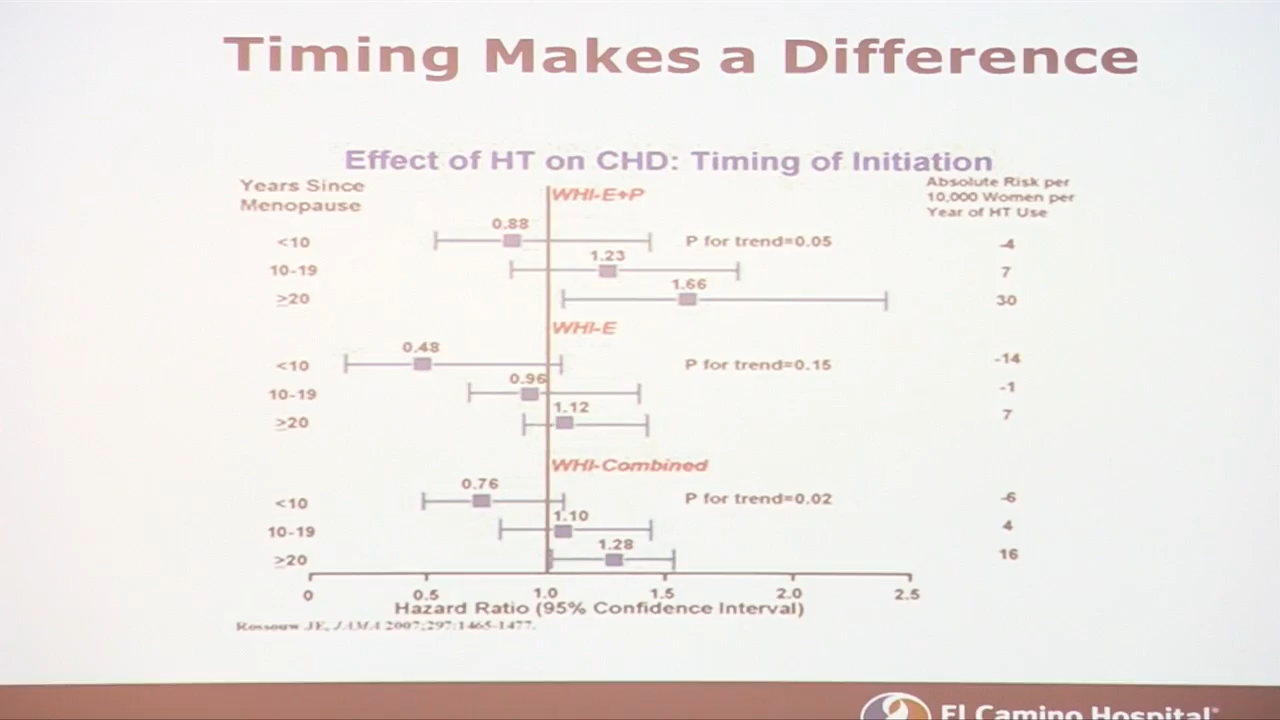 Timing Makes a Difference
Effect of HT on CHD: Timing of Initiation
Years Since
Menopause
Absolute Risk per
10,000 Women per
Year of HT Use
WHI-E+P
0.88
<10
P for trend=0.05
-4
1.23
10-19
7
1.66
≥20
30
WHI-E
0.48
<10
P for trend=0.15
-14
0.96
10-19
-1
1.12
≥20
7
WHI-Combined
0.76
<10
P for trend=0.02
-6
1.10
10-19
4
1.28
≥20
16
0 0.5 1.0 1.5 2.0 2.5
Hazard Ratio (95% Confidence Interval)
Rossouw JE, JAMA 2007;297:1465-1477.
El Camino Hospital®